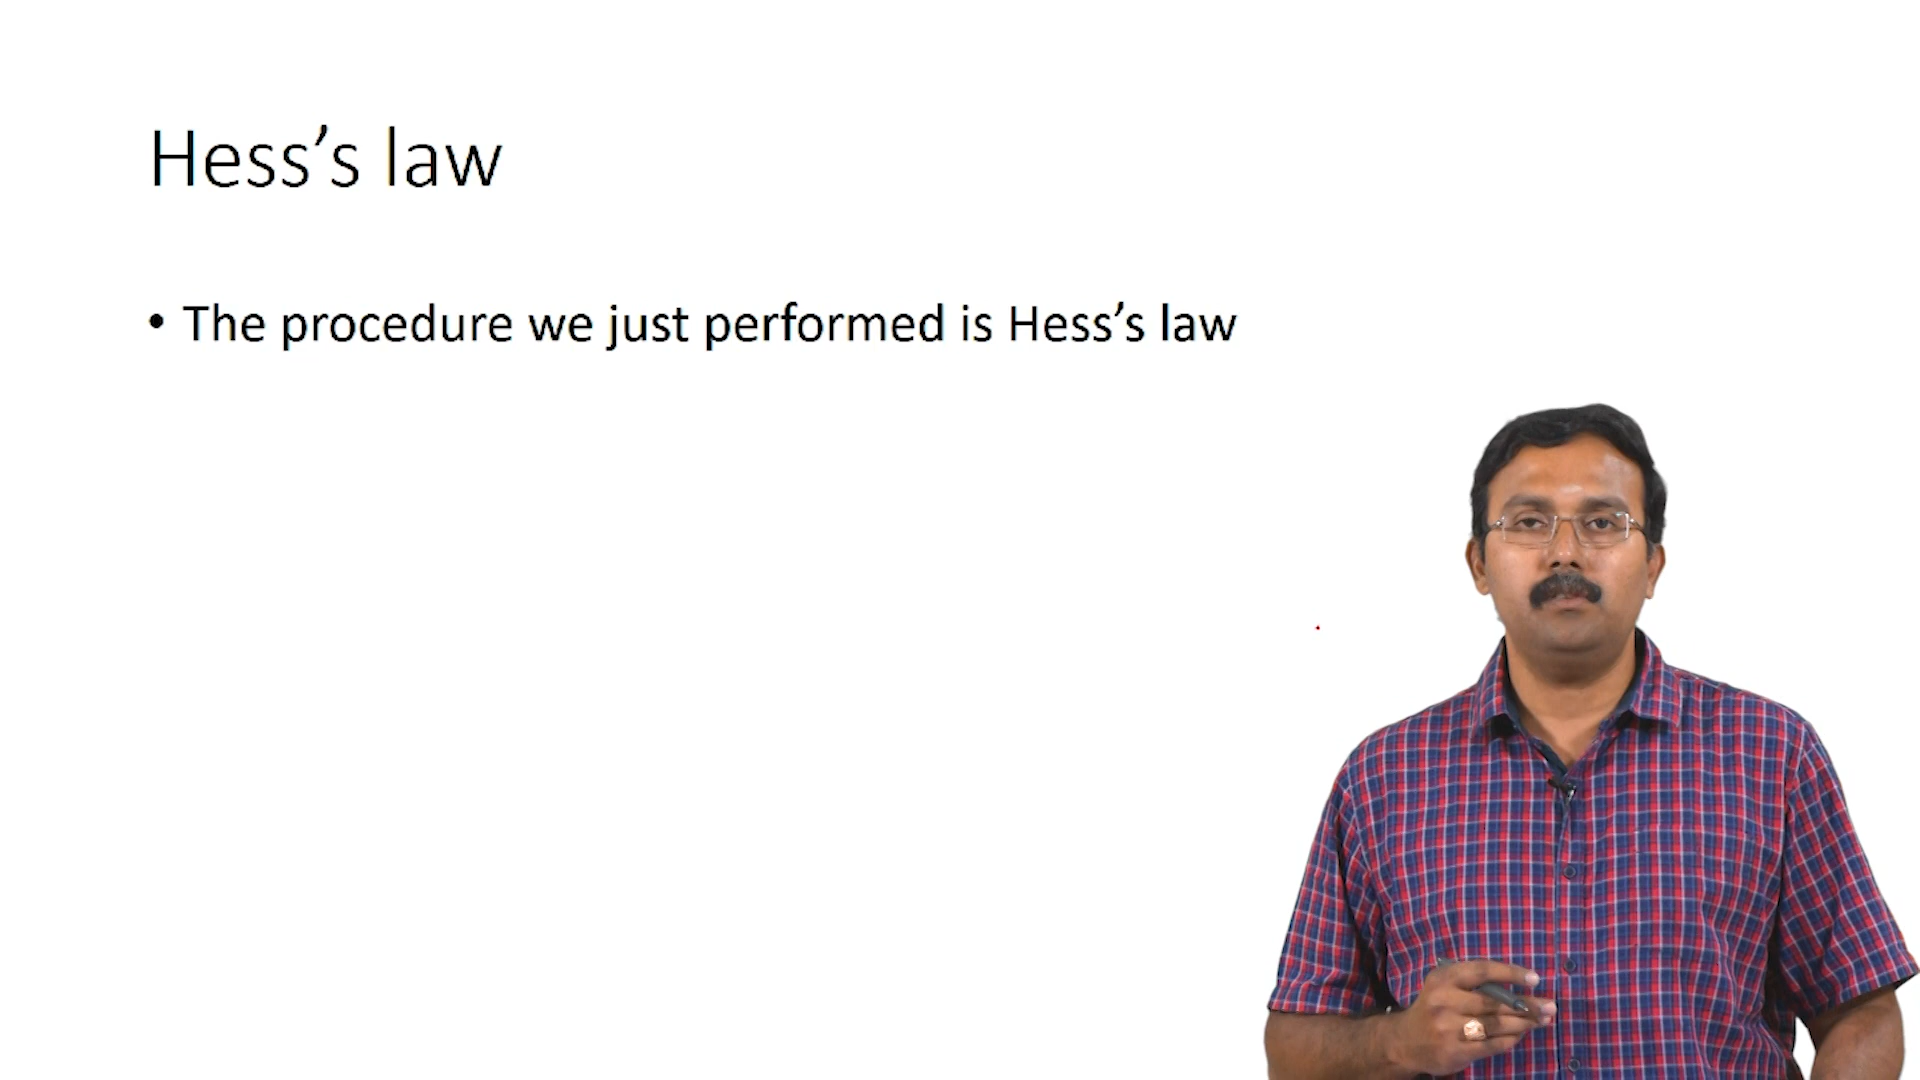 Hess’s law
• The procedure we just performed is Hess’s law